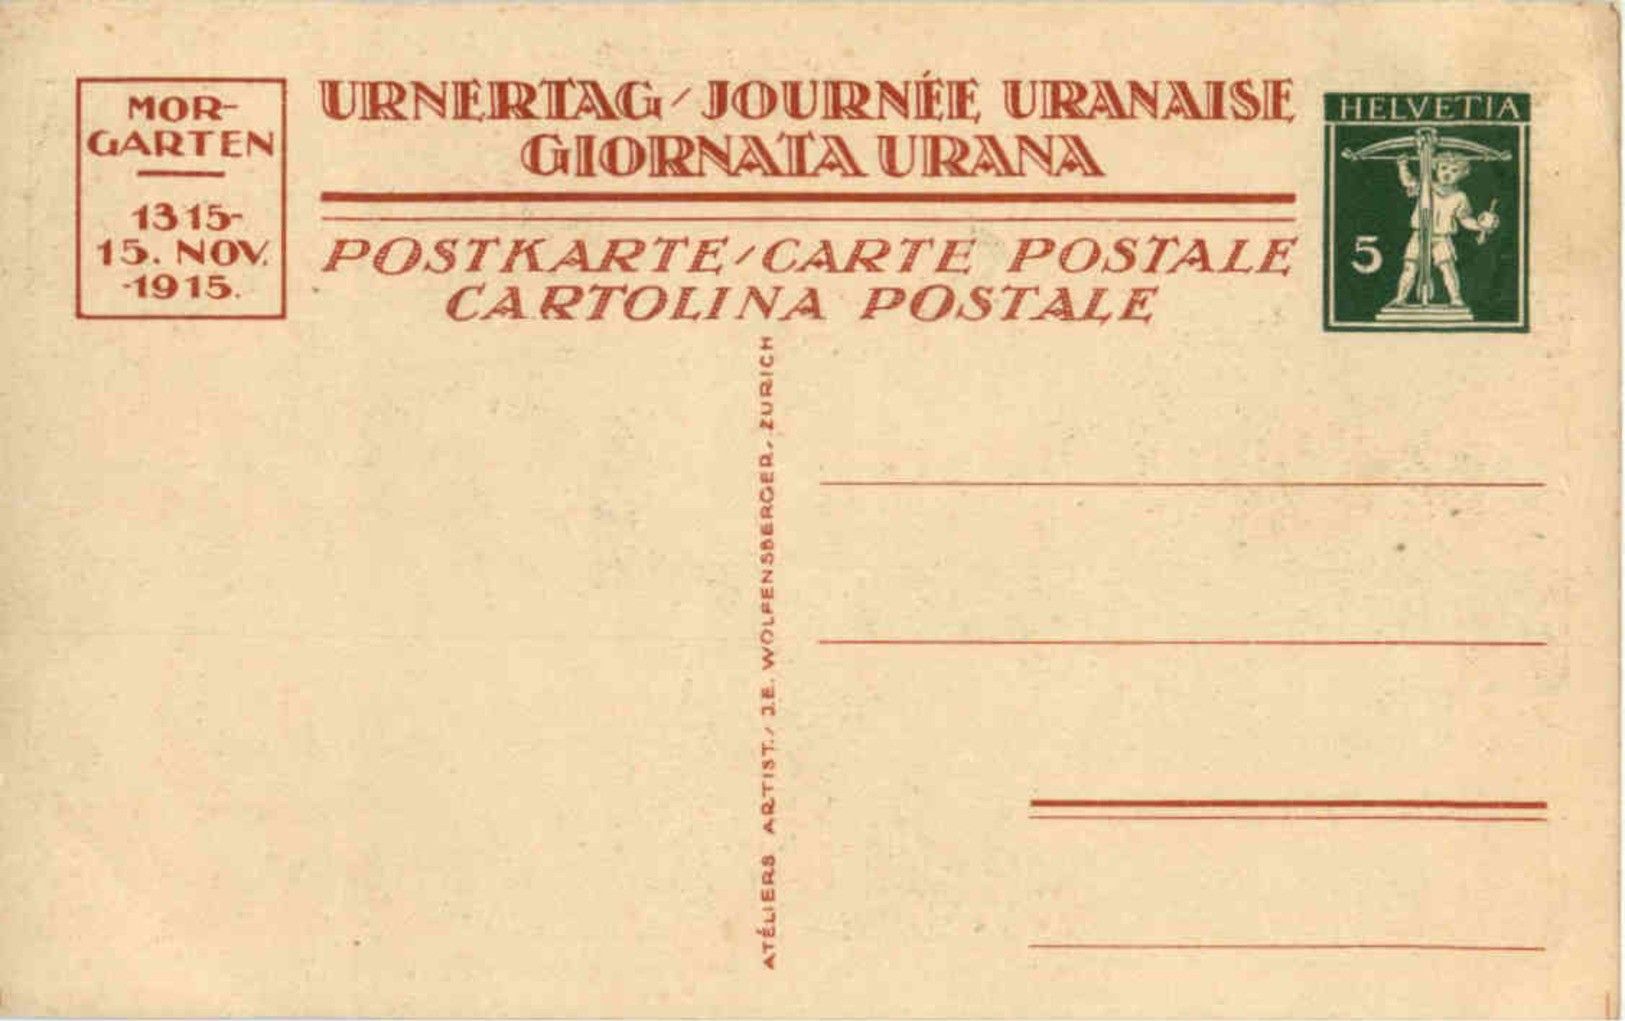 MOR-
GARTEN
1315-
15. NOV.
-1915.
URNERTAG / JOURNÉE URANAISE
GIORNATA URANA
POSTKARTE / CARTE POSTALE
CARTOLINA POSTALE
HELVETIA
5
ATÉLIERS ARTIST. / J.E. WOLFENSBERGER, ZURICH